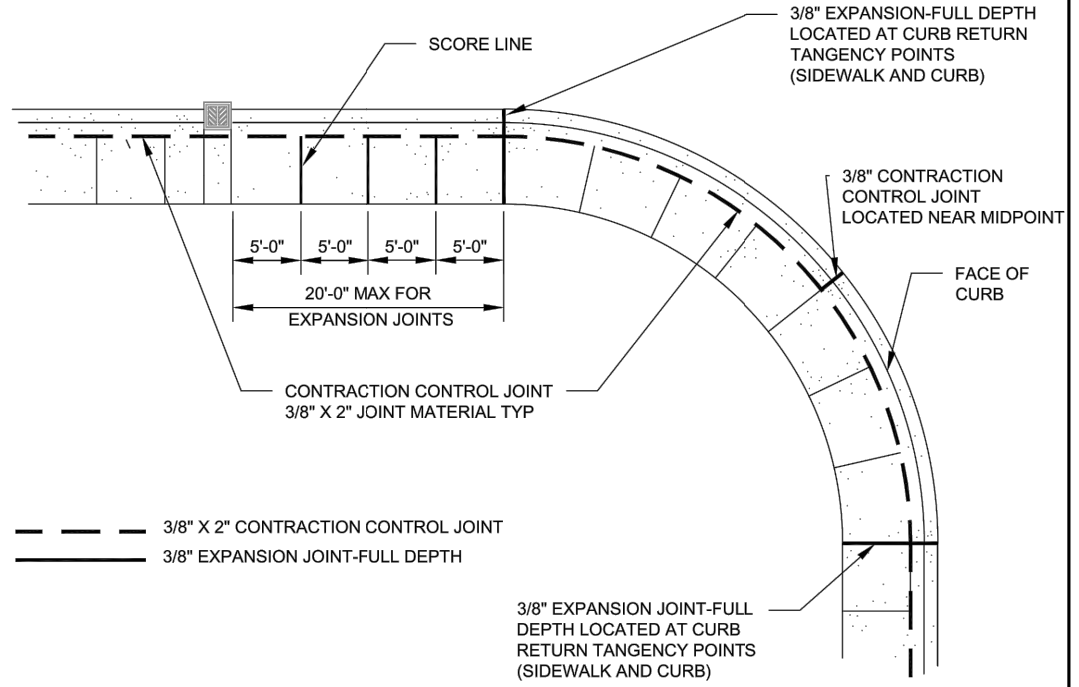 3/8" EXPANSION-FULL DEPTH
LOCATED AT CURB RETURN
TANGENCY POINTS
(SIDEWALK AND CURB)
SCORE LINE
3/8" CONTRACTION
CONTROL JOINT
LOCATED NEAR MIDPOINT
FACE OF
CURB
5'-0" 5'-0" 5'-0" 5'-0"
20'-0" MAX FOR
EXPANSION JOINTS
CONTRACTION CONTROL JOINT
3/8" X 2" JOINT MATERIAL TYP
3/8" X 2" CONTRACTION CONTROL JOINT
3/8" EXPANSION JOINT-FULL DEPTH
3/8" EXPANSION JOINT-FULL
DEPTH LOCATED AT CURB
RETURN TANGENCY POINTS
(SIDEWALK AND CURB)